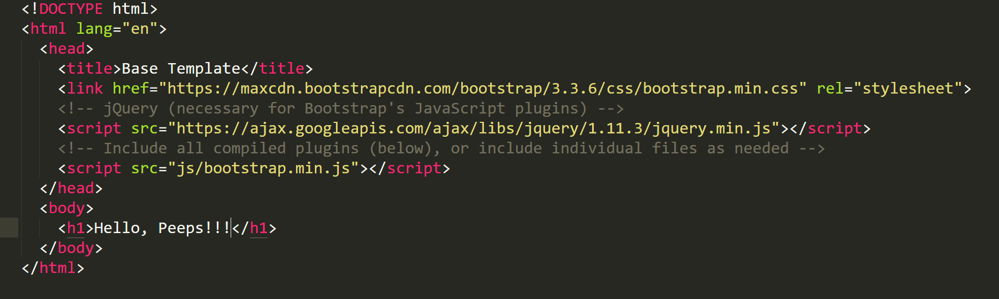 <!DOCTYPE html>
<html lang="en">
  <head>
    <title>Base Template</title>
    <link href="https://maxcdn.bootstrapcdn.com/bootstrap/3.3.6/css/bootstrap.min.css" rel="stylesheet">
    <!-- jQuery (necessary for Bootstrap's JavaScript plugins) -->
    <script src="https://ajax.googleapis.com/ajax/libs/jquery/1.11.3/jquery.min.js"></script>
    <!-- Include all compiled plugins (below), or include individual files as needed -->
    <script src="js/bootstrap.min.js"></script>
  </head>
  <body>
    <h1>Hello, Peeps!!!</h1>
  </body>
</html>